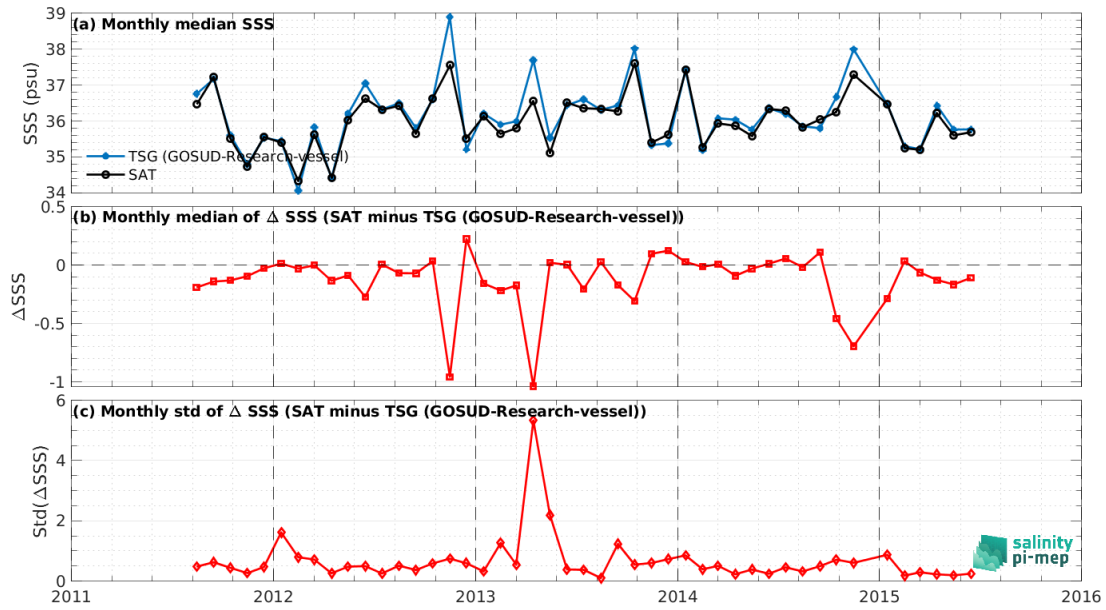 (a) Monthly median SSS
SSS (psu)
39
38
37
36
35
34
TSG (GOSUD-Research-vessel)
SAT
(b) Monthly median of Δ SSS (SAT minus TSG (GOSUD-Research-vessel))
ΔSSS
0.5
0
-0.5
-1
(c) Monthly std of Δ SSS (SAT minus TSG (GOSUD-Research-vessel))
Std(ΔSSS)
6
4
2
0
salinity
pi-mep
2011 2012 2013 2014 2015 2016